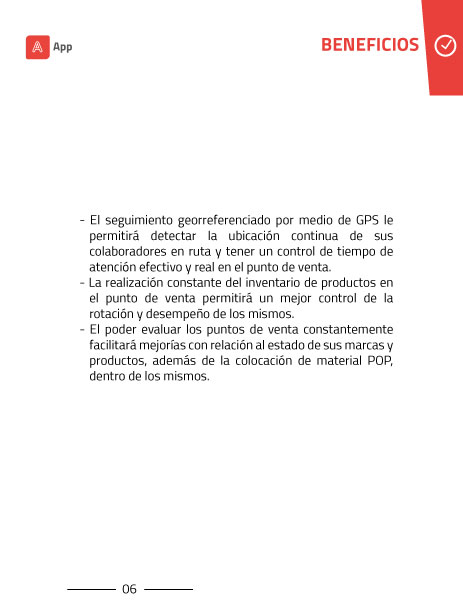 A App
BENEFICIOS
- El seguimiento georreferenciado por medio de GPS le
permitirá detectar la ubicación continua de sus
colaboradores en ruta y tener un control de tiempo de
atención efectivo y real en el punto de venta.
- La realización constante del inventario de productos en
el punto de venta permitirá un mejor control de la
rotación y desempeño de los mismos.
- El poder evaluar los puntos de venta constantemente
facilitará mejorías con relación al estado de sus marcas y
productos, además de la colocación de material POP,
dentro de los mismos.
06